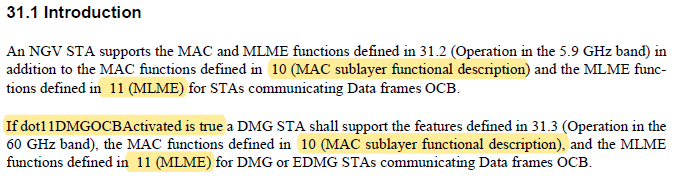 31.1 Introduction
An NGV STA supports the MAC and MLME functions defined in 31.2 (Operation in the 5.9 GHz band) in
addition to the MAC functions defined in 10 (MAC sublayer functional description) and the MLME func-
tions defined in 11 (MLME) for STAs communicating Data frames OCB.
If dot11DMGOCBActivated is true a DMG STA shall support the features defined in 31.3 (Operation in the
60 GHz band), the MAC functions defined in 10 (MAC sublayer functional description), and the MLME
functions defined in 11 (MLME) for DMG or EDMG STAs communicating Data frames OCB.